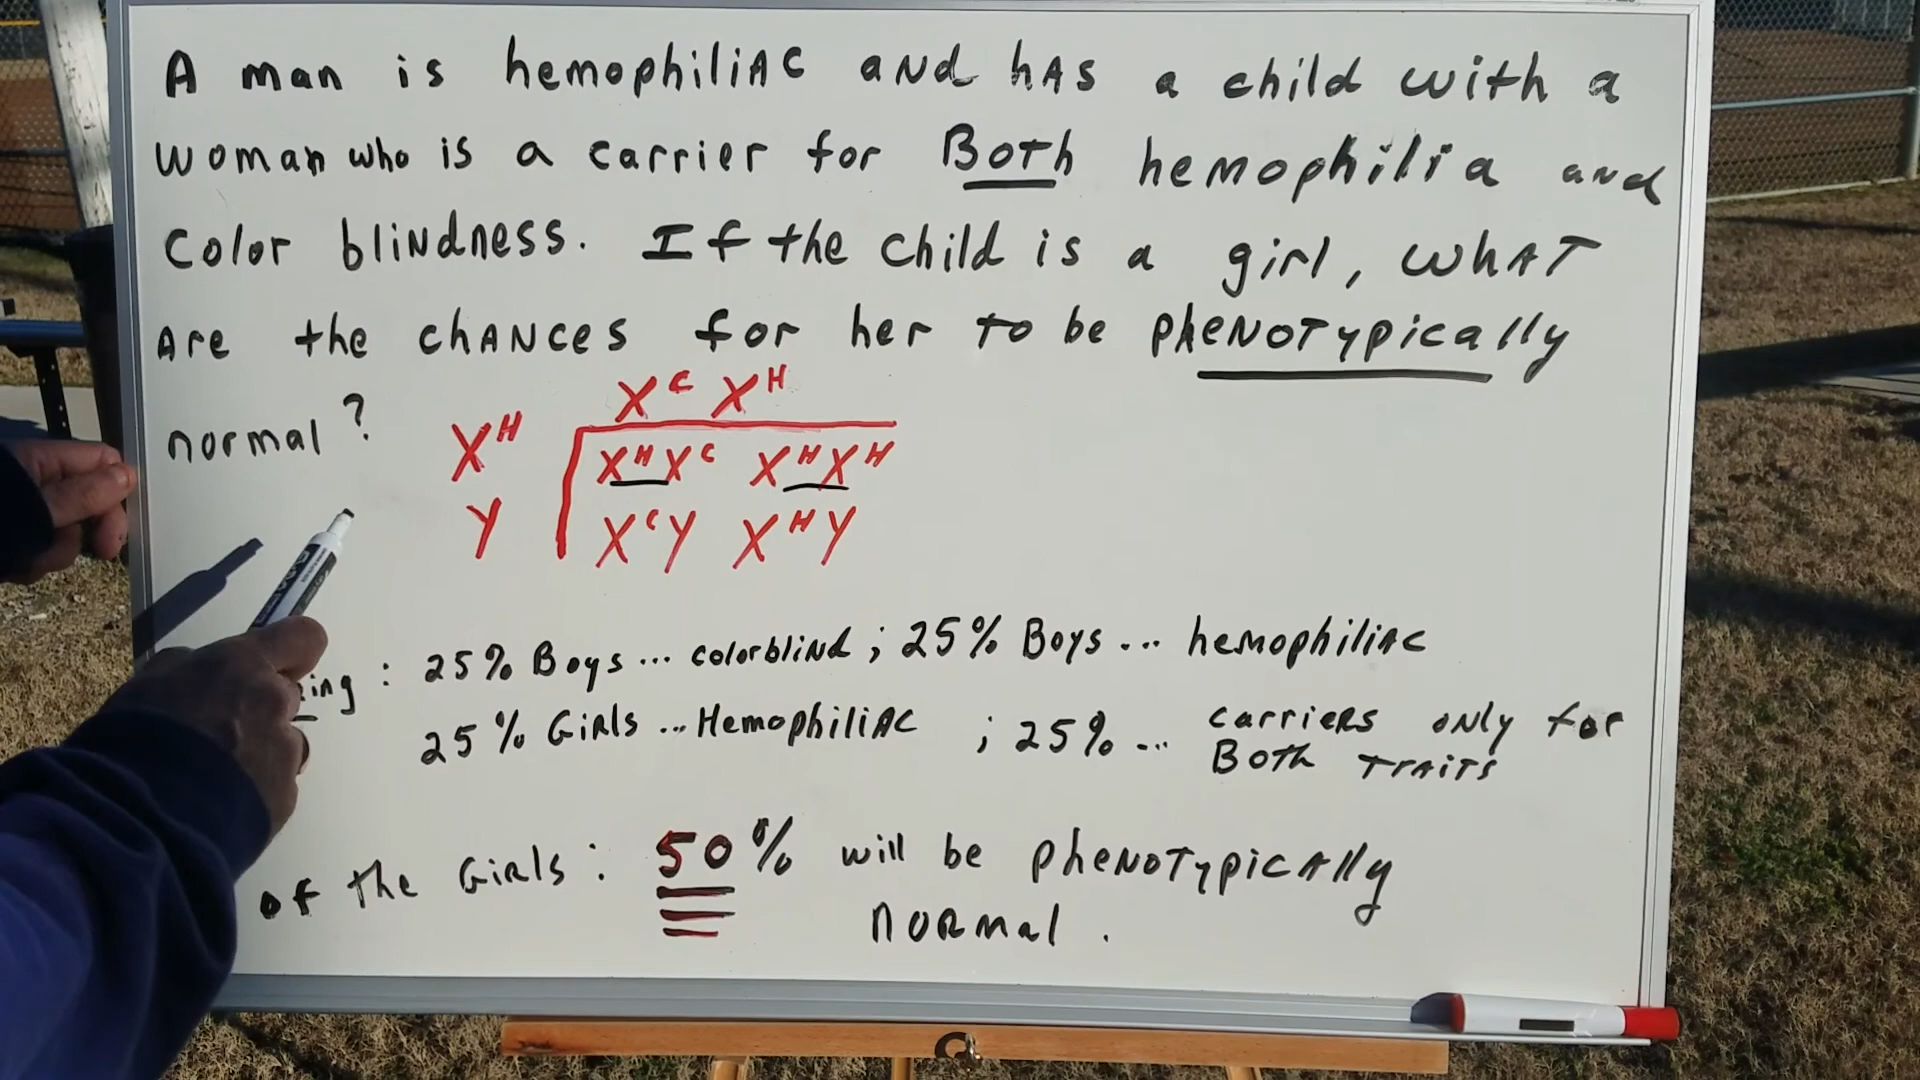 A man is hemophiliAC aNd hAs a child with a
woman who is a carrier for BoTh hemophilia and
Color bliNdness. If the child is a girl, whAT
Are the chANCes for her to be pheNoTypically
normal?
X^C X^H
X^H X^H X^C X^H X^H
Y X^C Y X^H Y
ing : 25% Boys ... colorbliNd ; 25% Boys ... hemophiliAc
25% GiRls ... HemophiliAC ; 25% ... carrieRs oNly for BoTh TrAiTs
of the GiRls : 50% will be pheNoTypicAlly
noRmal .